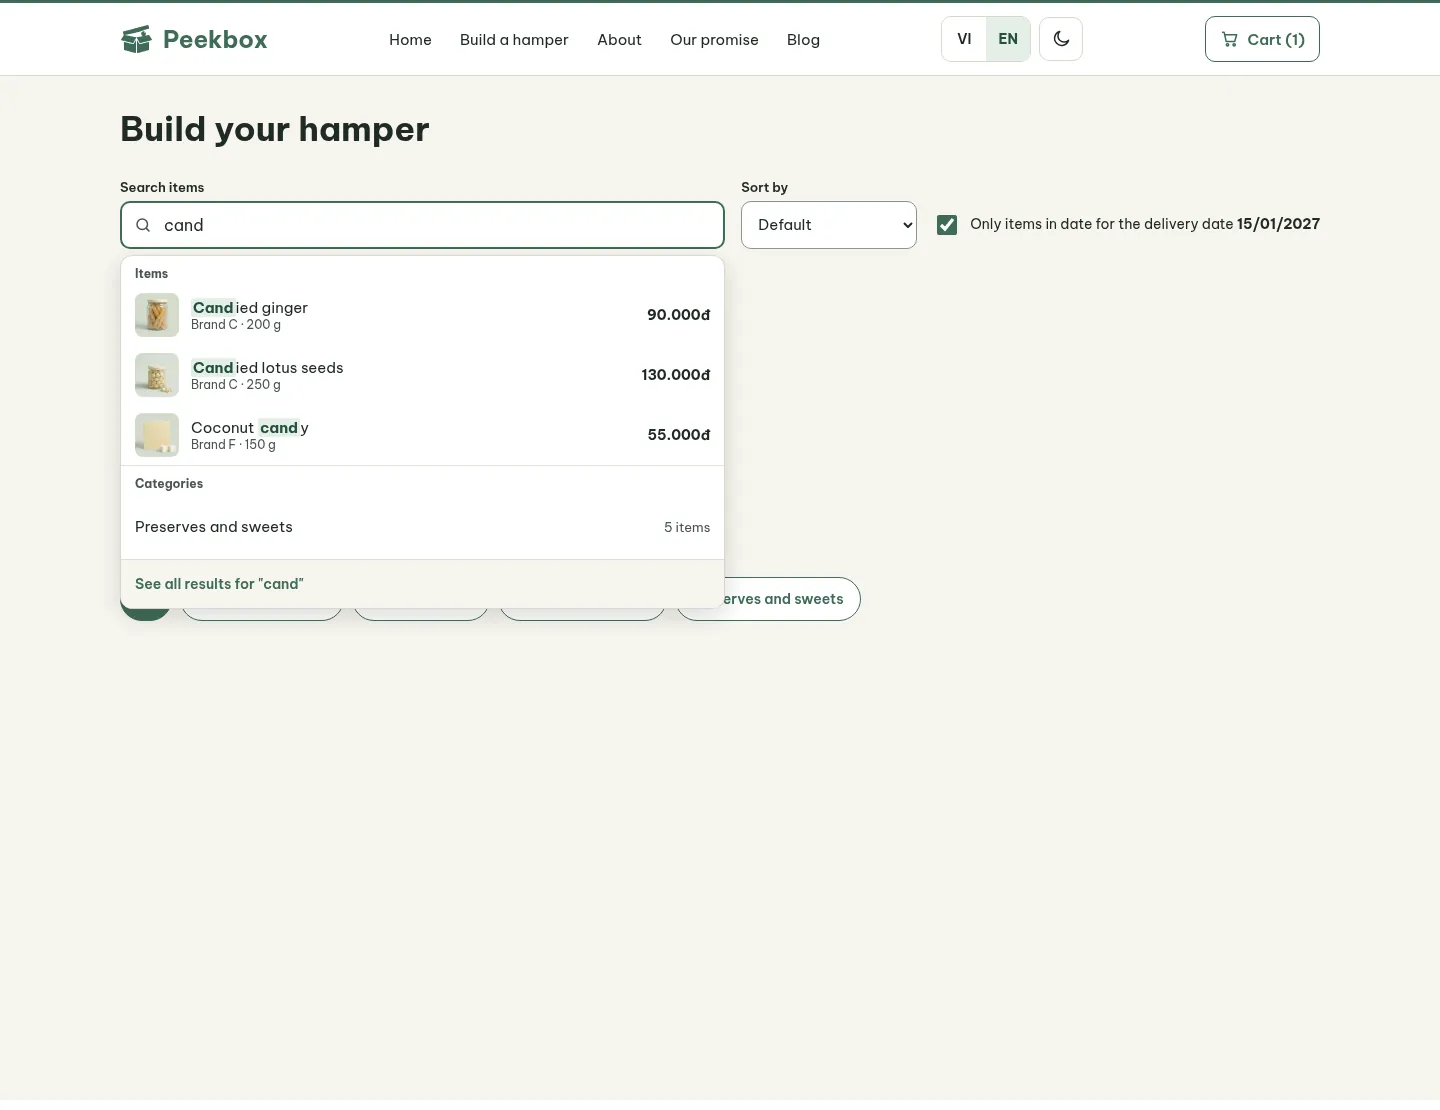 Peekbox
Home
Build a hamper
About
Our promise
Blog
VI
EN
Cart (1)
Build your hamper
Search items
cand
Sort by
Default
Only items in date for the delivery date 15/01/2027
Items
Candied ginger
Brand C · 200 g
90.000đ
Candied lotus seeds
Brand C · 250 g
130.000đ
Coconut candy
Brand F · 150 g
55.000đ
Categories
Preserves and sweets
5 items
See all results for "cand"
erves and sweets